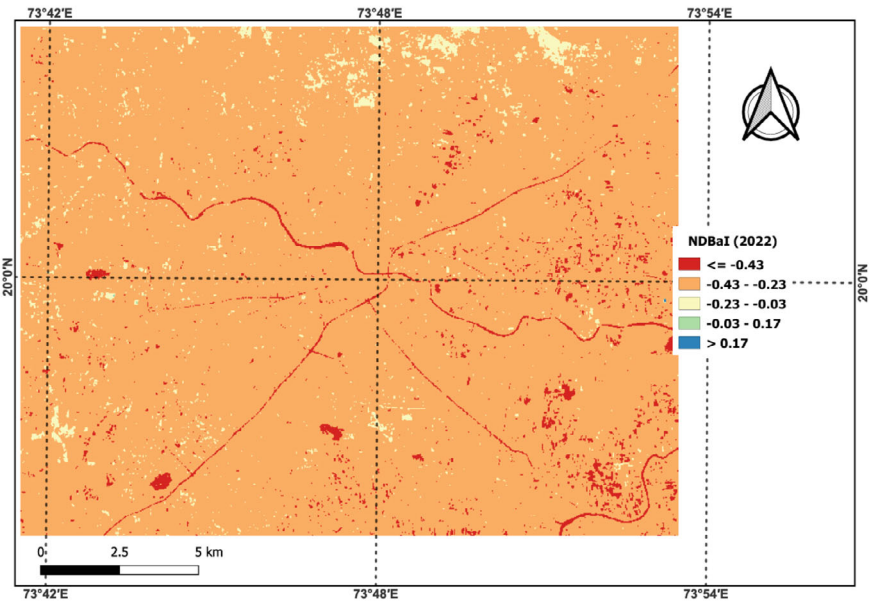 73°42'E 73°48'E 73°54'E
20°0'N
20°0'N
NDBaI (2022)
<= -0.43
-0.43 - -0.23
-0.23 - -0.03
-0.03 - 0.17
> 0.17
0 2.5 5 km
73°42'E 73°48'E 73°54'E